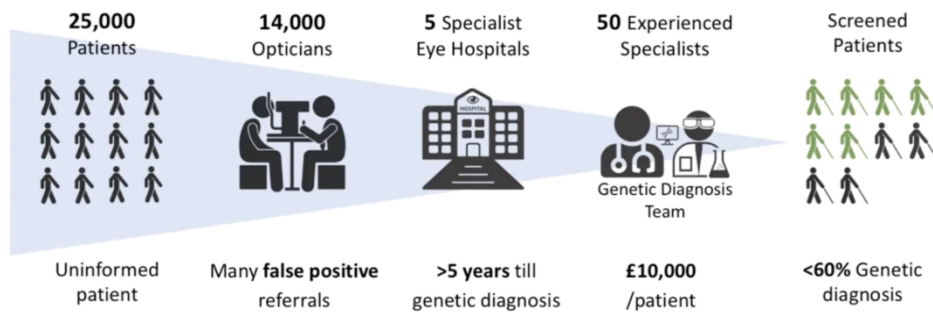 25,000
Patients
14,000
Opticians
5 Specialist
Eye Hospitals
50 Experienced
Specialists
Screened
Patients
HOSPITAL
Genetic Diagnosis
Team
Uninformed
patient
Many false positive
referrals
>5 years till
genetic diagnosis
£10,000
/patient
<60% Genetic
diagnosis